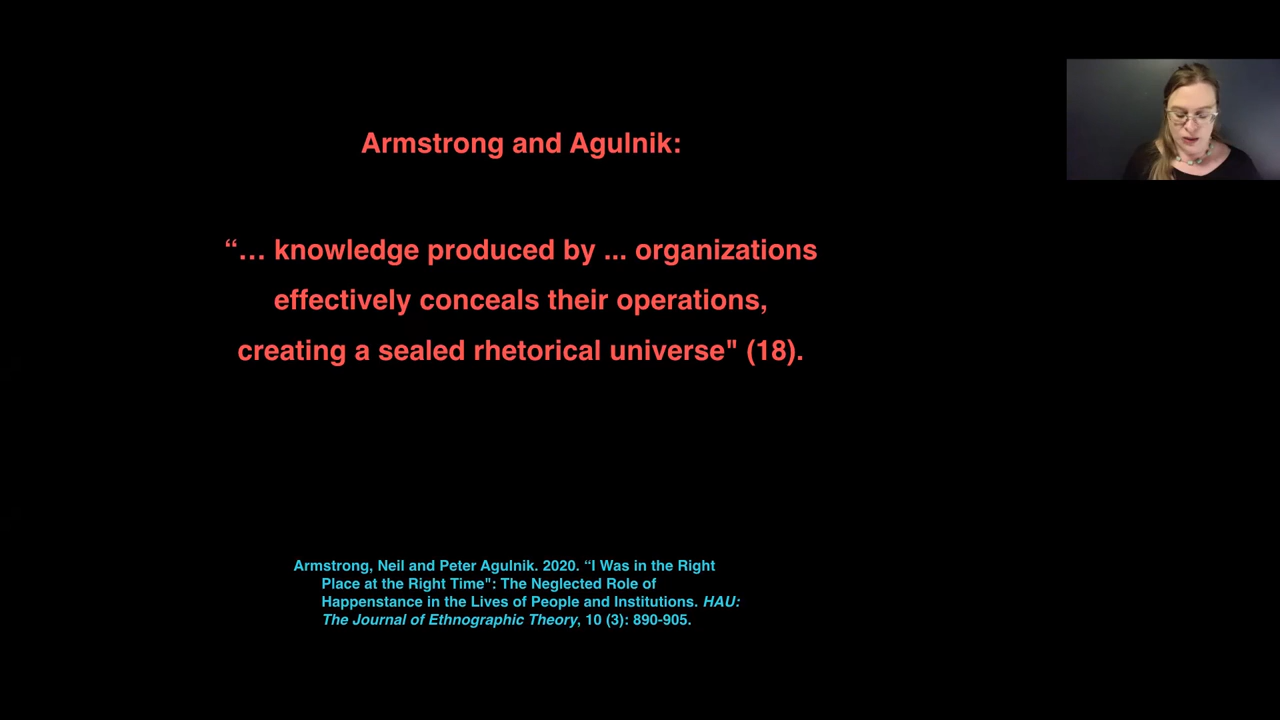 Armstrong and Agulnik:
“... knowledge produced by ... organizations
effectively conceals their operations,
creating a sealed rhetorical universe" (18).
Armstrong, Neil and Peter Agulnik. 2020. “I Was in the Right
Place at the Right Time": The Neglected Role of
Happenstance in the Lives of People and Institutions. HAU:
The Journal of Ethnographic Theory, 10 (3): 890-905.